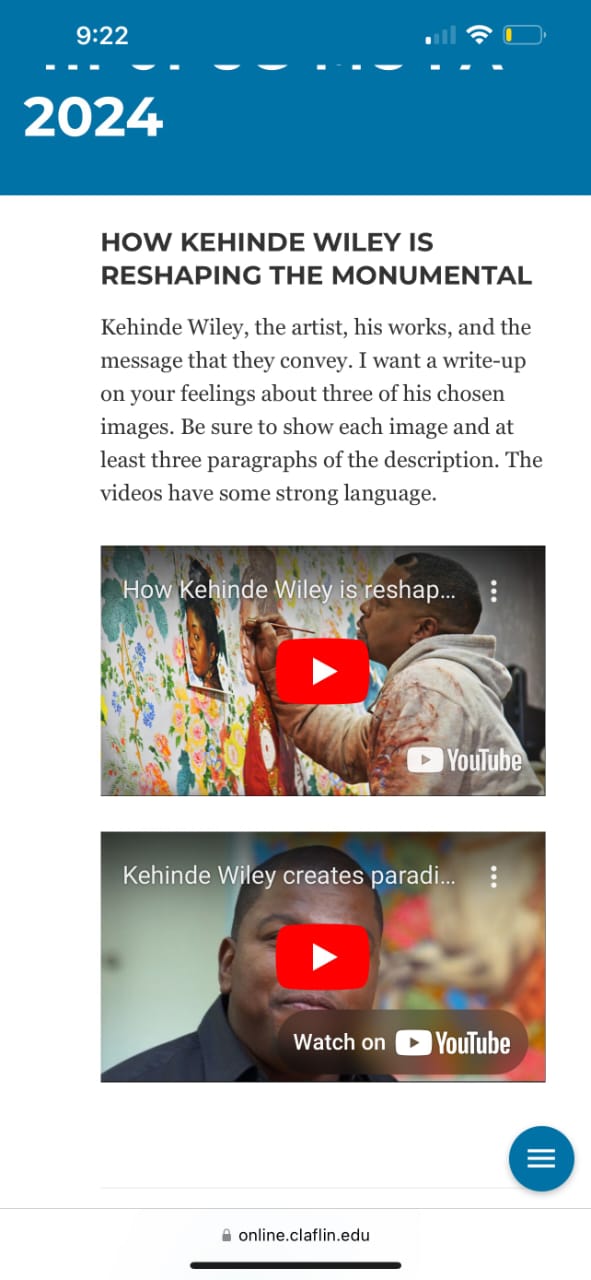 9:22
2024
HOW KEHINDE WILEY IS
RESHAPING THE MONUMENTAL
Kehinde Wiley, the artist, his works, and the
message that they convey. I want a write-up
on your feelings about three of his chosen
images. Be sure to show each image and at
least three paragraphs of the description. The
videos have some strong language.
How Kehinde Wiley is reshap...
YouTube
Kehinde Wiley creates paradi...
Watch on YouTube
online.claflin.edu